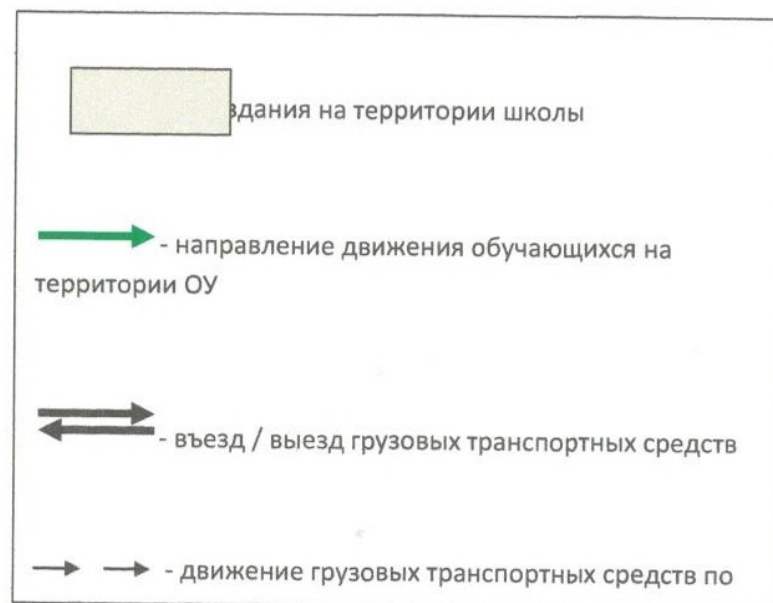 здания на территории школы
- направление движения обучающихся на
территории ОУ
- въезд / выезд грузовых транспортных средств
- движение грузовых транспортных средств по